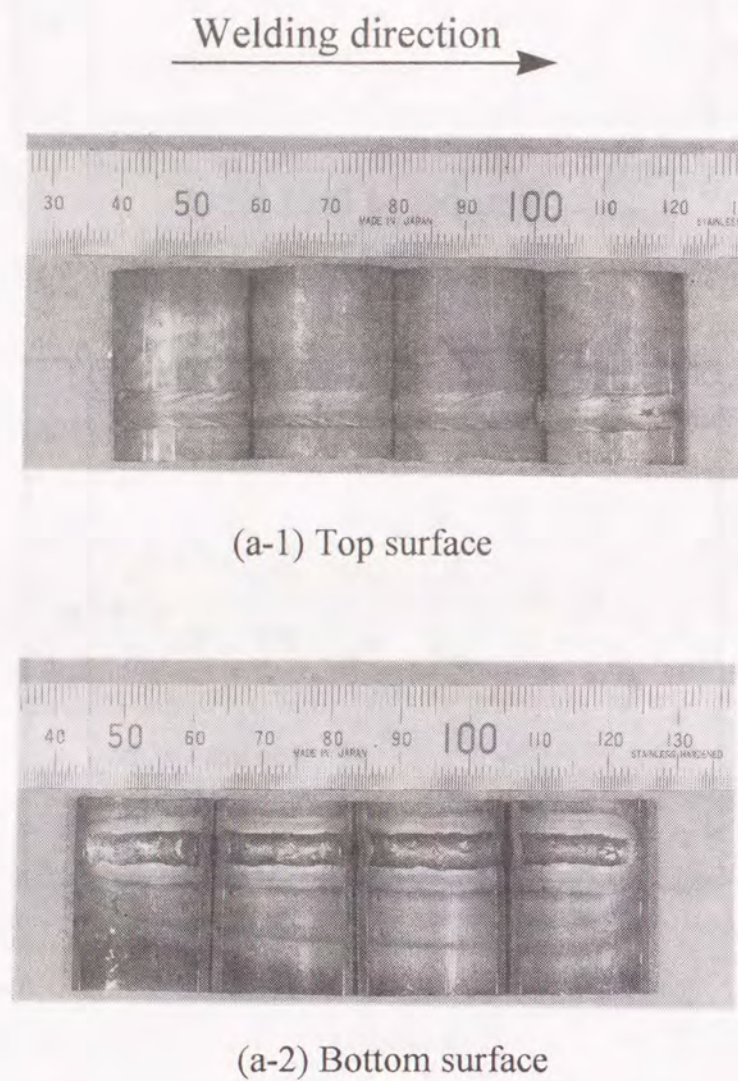 Welding direction
30 40 50 60 70 80 90 100 110 120
MADE IN JAPAN
(a-1) Top surface
40 50 60 70 80 90 100 110 120 130
MADE IN JAPAN STAINLESS HARDENED
(a-2) Bottom surface